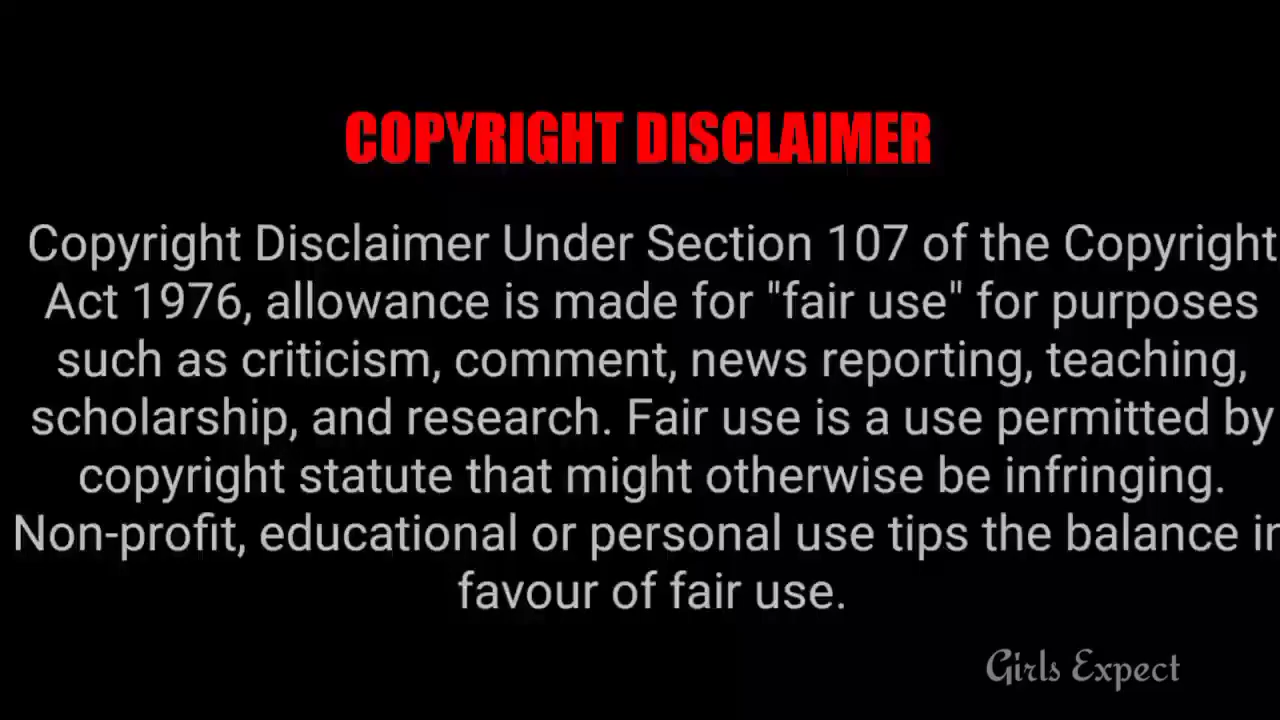 COPYRIGHT DISCLAIMER
Copyright Disclaimer Under Section 107 of the Copyright
Act 1976, allowance is made for "fair use" for purposes
such as criticism, comment, news reporting, teaching,
scholarship, and research. Fair use is a use permitted by
copyright statute that might otherwise be infringing.
Non-profit, educational or personal use tips the balance in
favour of fair use.
Girls Expect